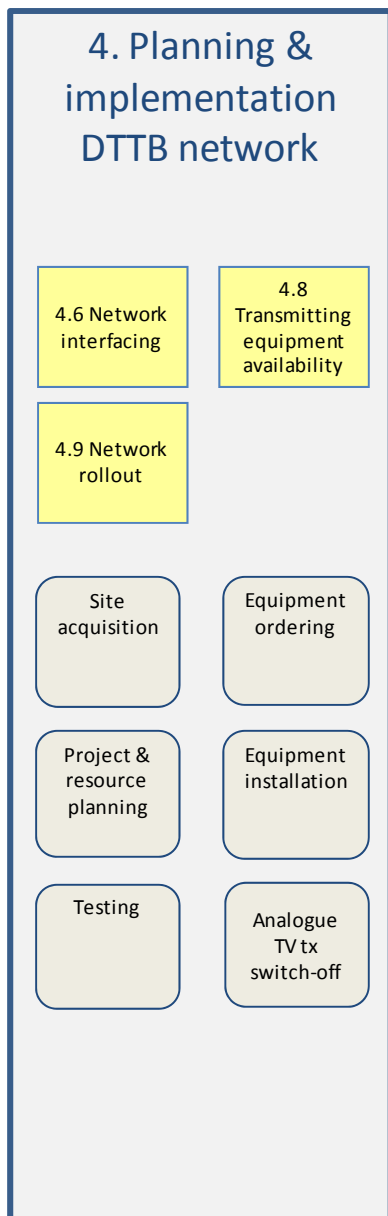 4. Planning &
implementation
DTTB network
4.6 Network
interfacing
4.8
Transmitting
equipment
availability
4.9 Network
rollout
Site
acquisition
Equipment
ordering
Project &
resource
planning
Equipment
installation
Testing
Analogue
TV tx
switch-off